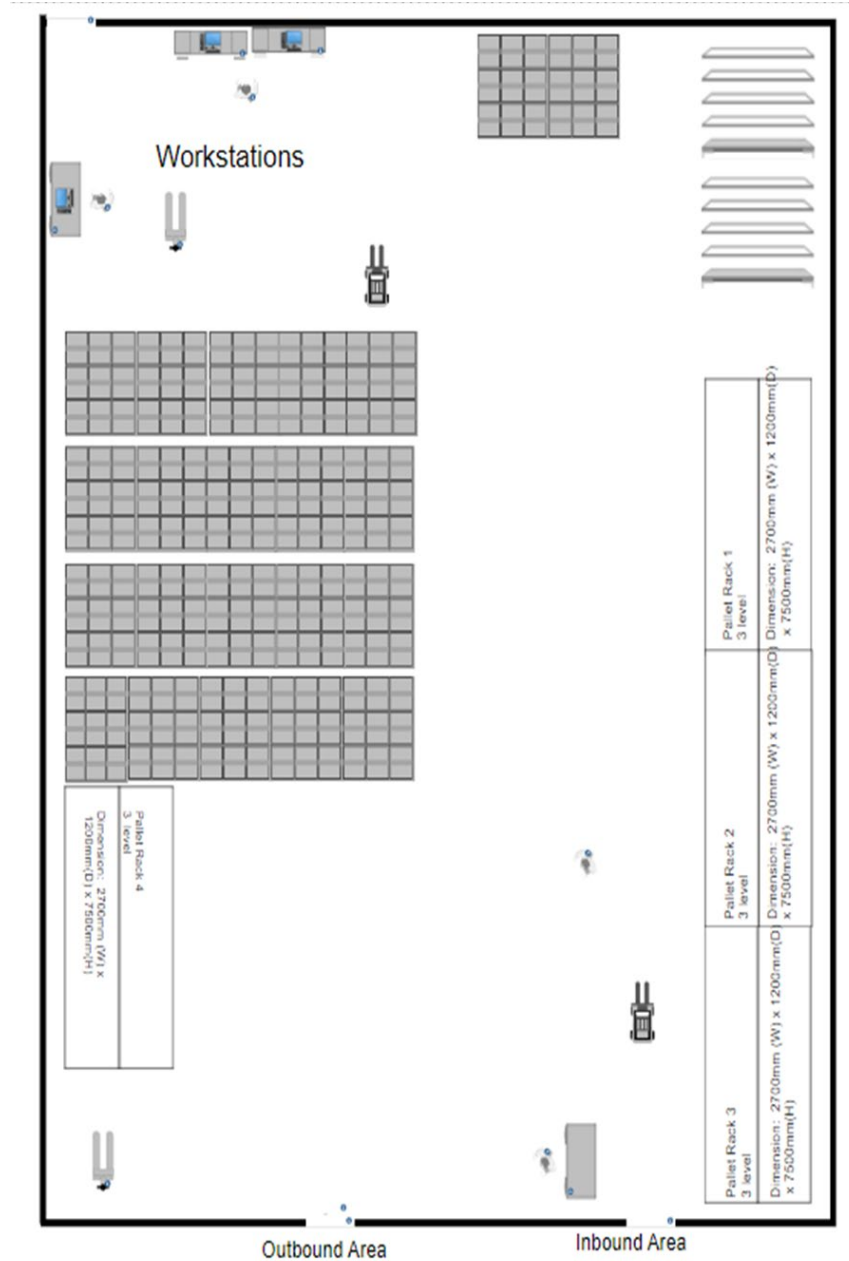 Workstations
Pallet Rack 1
3 level
Dimension: 2700mm (W) x 1200mm(D)
x 7500mm(H)
Pallet Rack 2
3 level
Dimension: 2700mm (W) x 1200mm(D)
x 7500mm(H)
Pallet Rack 4
3 level
Dimension: 2700mm (W) x
1200mm(D) x 7500mm(H)
Pallet Rack 3
3 level
Dimension: 2700mm (W) x 1200mm(D)
x 7500mm(H)
Outbound Area
Inbound Area